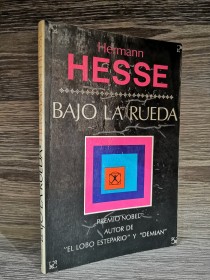 Hermann
HESSE
BAJO LA RUEDA
PREMIO NOBEL
AUTOR DE
"EL LOBO ESTEPARIO" Y "DEMIAN"